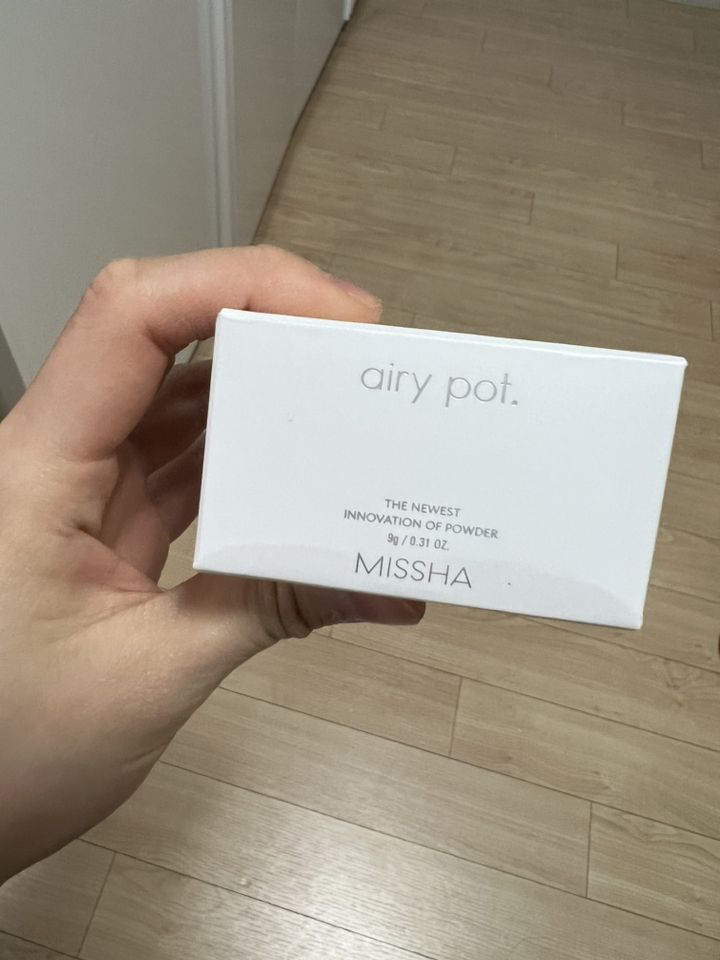 airy pot.
THE NEWEST
INNOVATION OF POWDER
9g / 0.31 OZ.
MISSHA